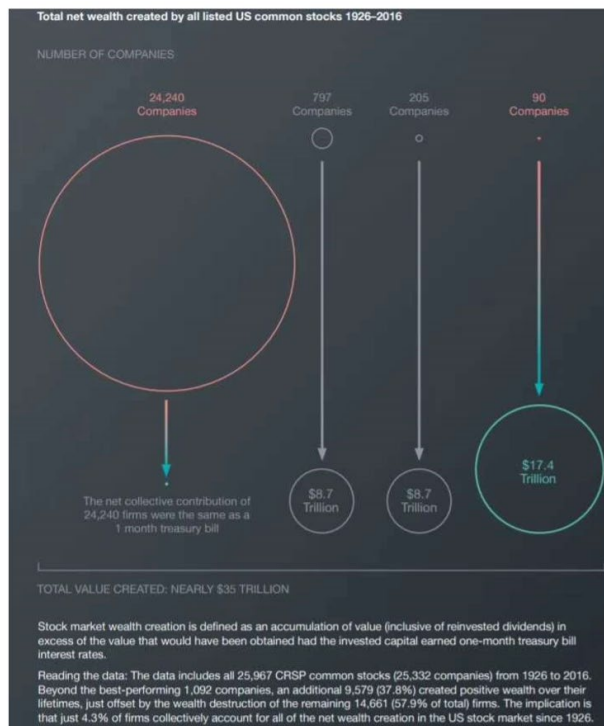 Total net wealth created by all listed US common stocks 1926–2016
NUMBER OF COMPANIES
24,240
Companies
797
Companies
205
Companies
90
Companies
The net collective contribution of
24,240 firms were the same as a
1 month treasury bill
$8.7
Trillion
$8.7
Trillion
$17.4
Trillion
TOTAL VALUE CREATED: NEARLY $35 TRILLION
Stock market wealth creation is defined as an accumulation of value (inclusive of reinvested dividends) in
excess of the value that would have been obtained had the invested capital earned one-month treasury bill
interest rates.
Reading the data: The data includes all 25,967 CRSP common stocks (25,332 companies) from 1926 to 2016.
Beyond the best-performing 1,092 companies, an additional 9,579 (37.8%) created positive wealth over their
lifetimes, just offset by the wealth destruction of the remaining 14,661 (57.9% of total) firms. The implication is
that just 4.3% of firms collectively account for all of the net wealth creation in the US stock market since 1926.